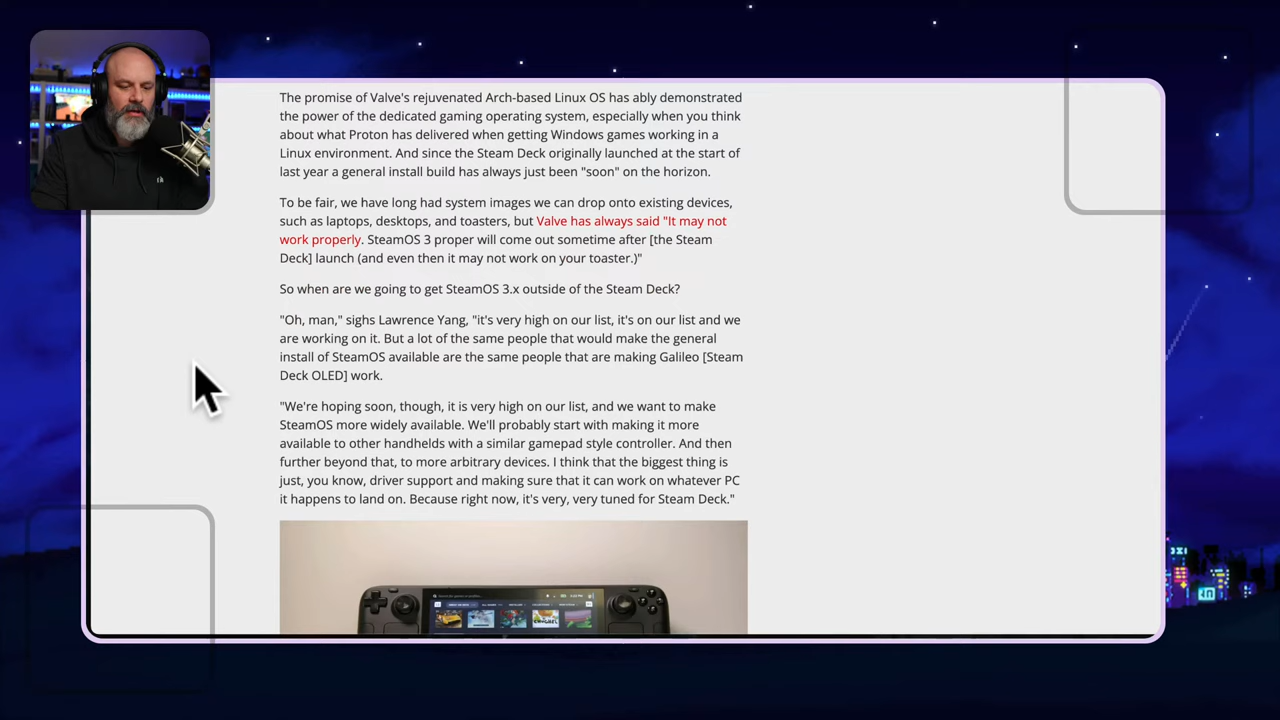 The promise of Valve's rejuvenated Arch-based Linux OS has ably demonstrated
the power of the dedicated gaming operating system, especially when you think
about what Proton has delivered when getting Windows games working in a
Linux environment. And since the Steam Deck originally launched at the start of
last year a general install build has always just been "soon" on the horizon.
To be fair, we have long had system images we can drop onto existing devices,
such as laptops, desktops, and toasters, but Valve has always said "It may not
work properly. SteamOS 3 proper will come out sometime after [the Steam
Deck] launch (and even then it may not work on your toaster.)"
So when are we going to get SteamOS 3.x outside of the Steam Deck?
"Oh, man," sighs Lawrence Yang, "it's very high on our list, it's on our list and we
are working on it. But a lot of the same people that would make the general
install of SteamOS available are the same people that are making Galileo [Steam
Deck OLED] work.
"We're hoping soon, though, it is very high on our list, and we want to make
SteamOS more widely available. We'll probably start with making it more
available to other handhelds with a similar gamepad style controller. And then
further beyond that, to more arbitrary devices. I think that the biggest thing is
just, you know, driver support and making sure that it can work on whatever PC
it happens to land on. Because right now, it's very, very tuned for Steam Deck."